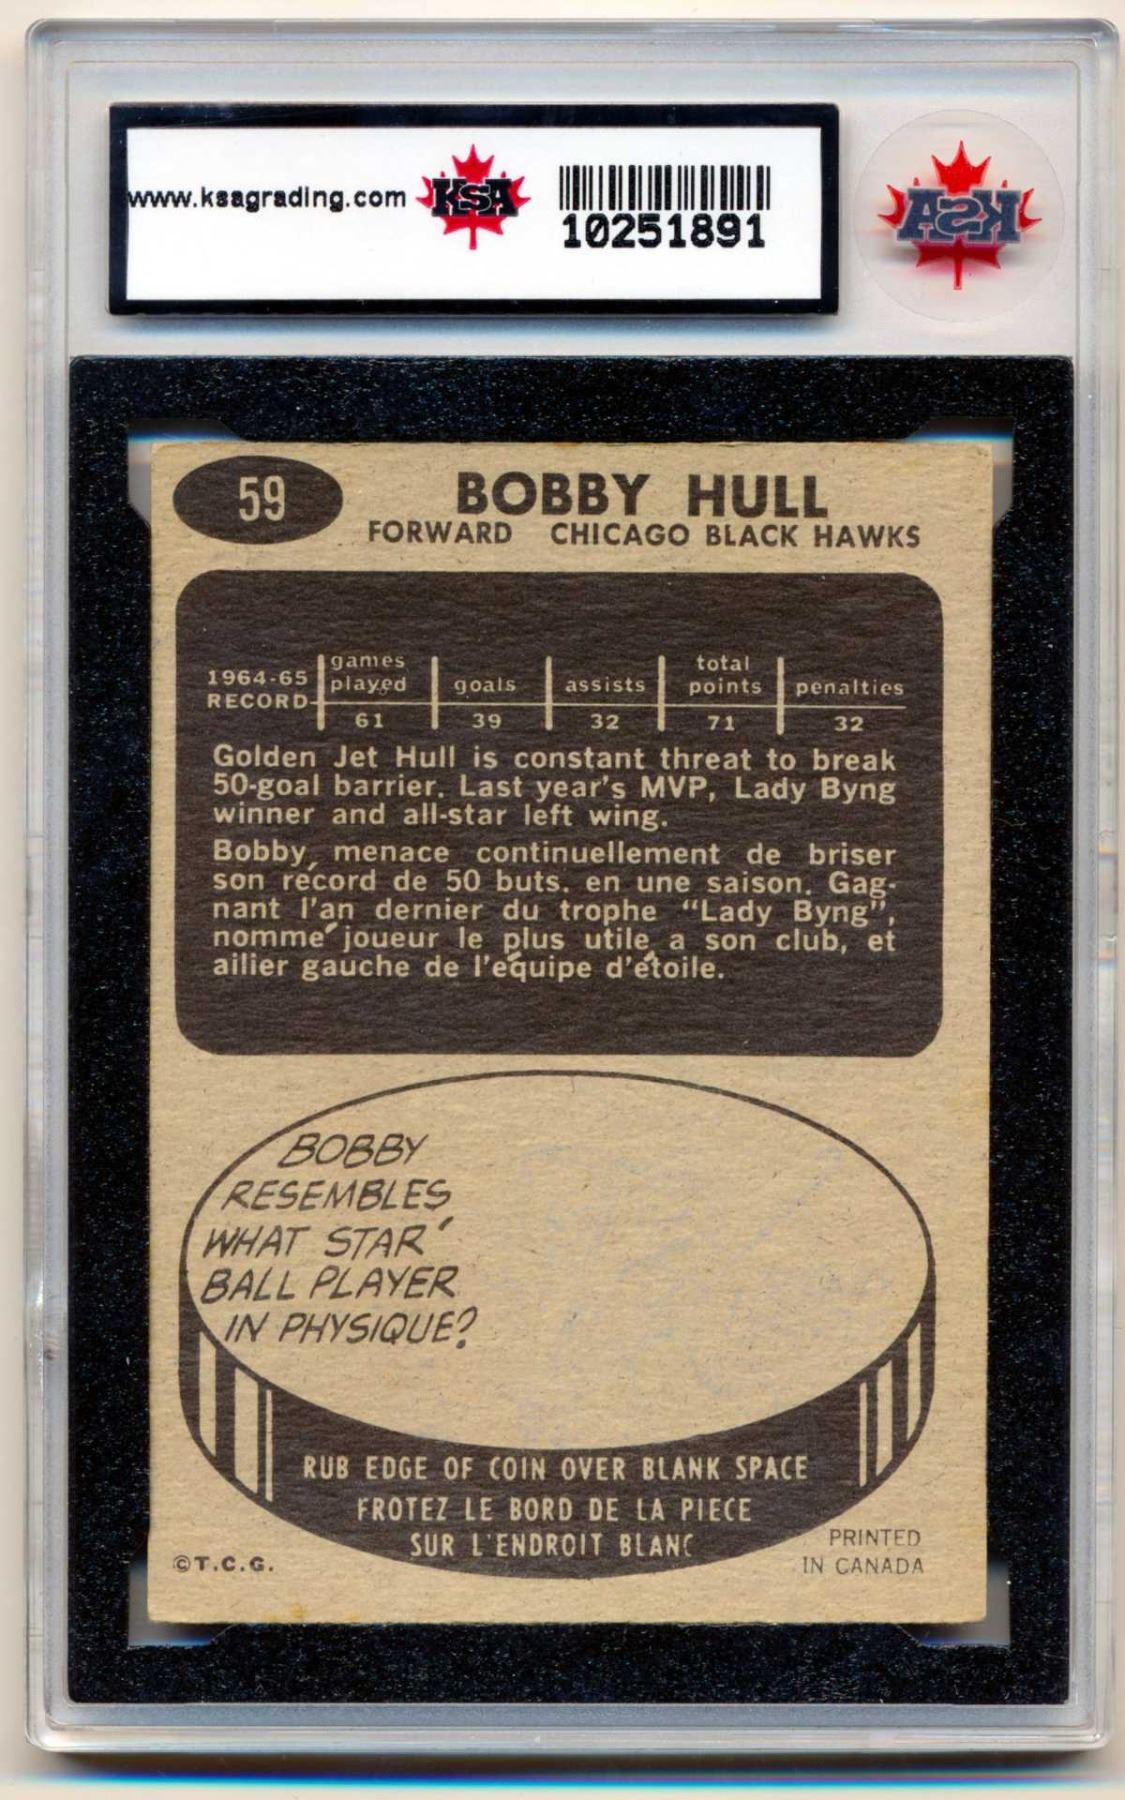 www.ksagrading.com KSA
10251891
KSA
59 BOBBY HULL
FORWARD CHICAGO BLACK HAWKS
1964-65 RECORD games played goals assists total points penalties
61 39 32 71 32
Golden Jet Hull is constant threat to break
50-goal barrier. Last year's MVP, Lady Byng
winner and all-star left wing.
Bobby, menace continuellement de briser
son récord de 50 buts. en une saison. Gag-
nant l'an dernier du trophe "Lady Byng",
nommé joueur le plus utile a son club, et
ailier gauche de l'équipe d'étoile.
BOBBY
RESEMBLES
WHAT STAR
BALL PLAYER
IN PHYSIQUE?
RUB EDGE OF COIN OVER BLANK SPACE
FROTEZ LE BORD DE LA PIECE
SUR L'ENDROIT BLANC
©T.C.G.
PRINTED
IN CANADA